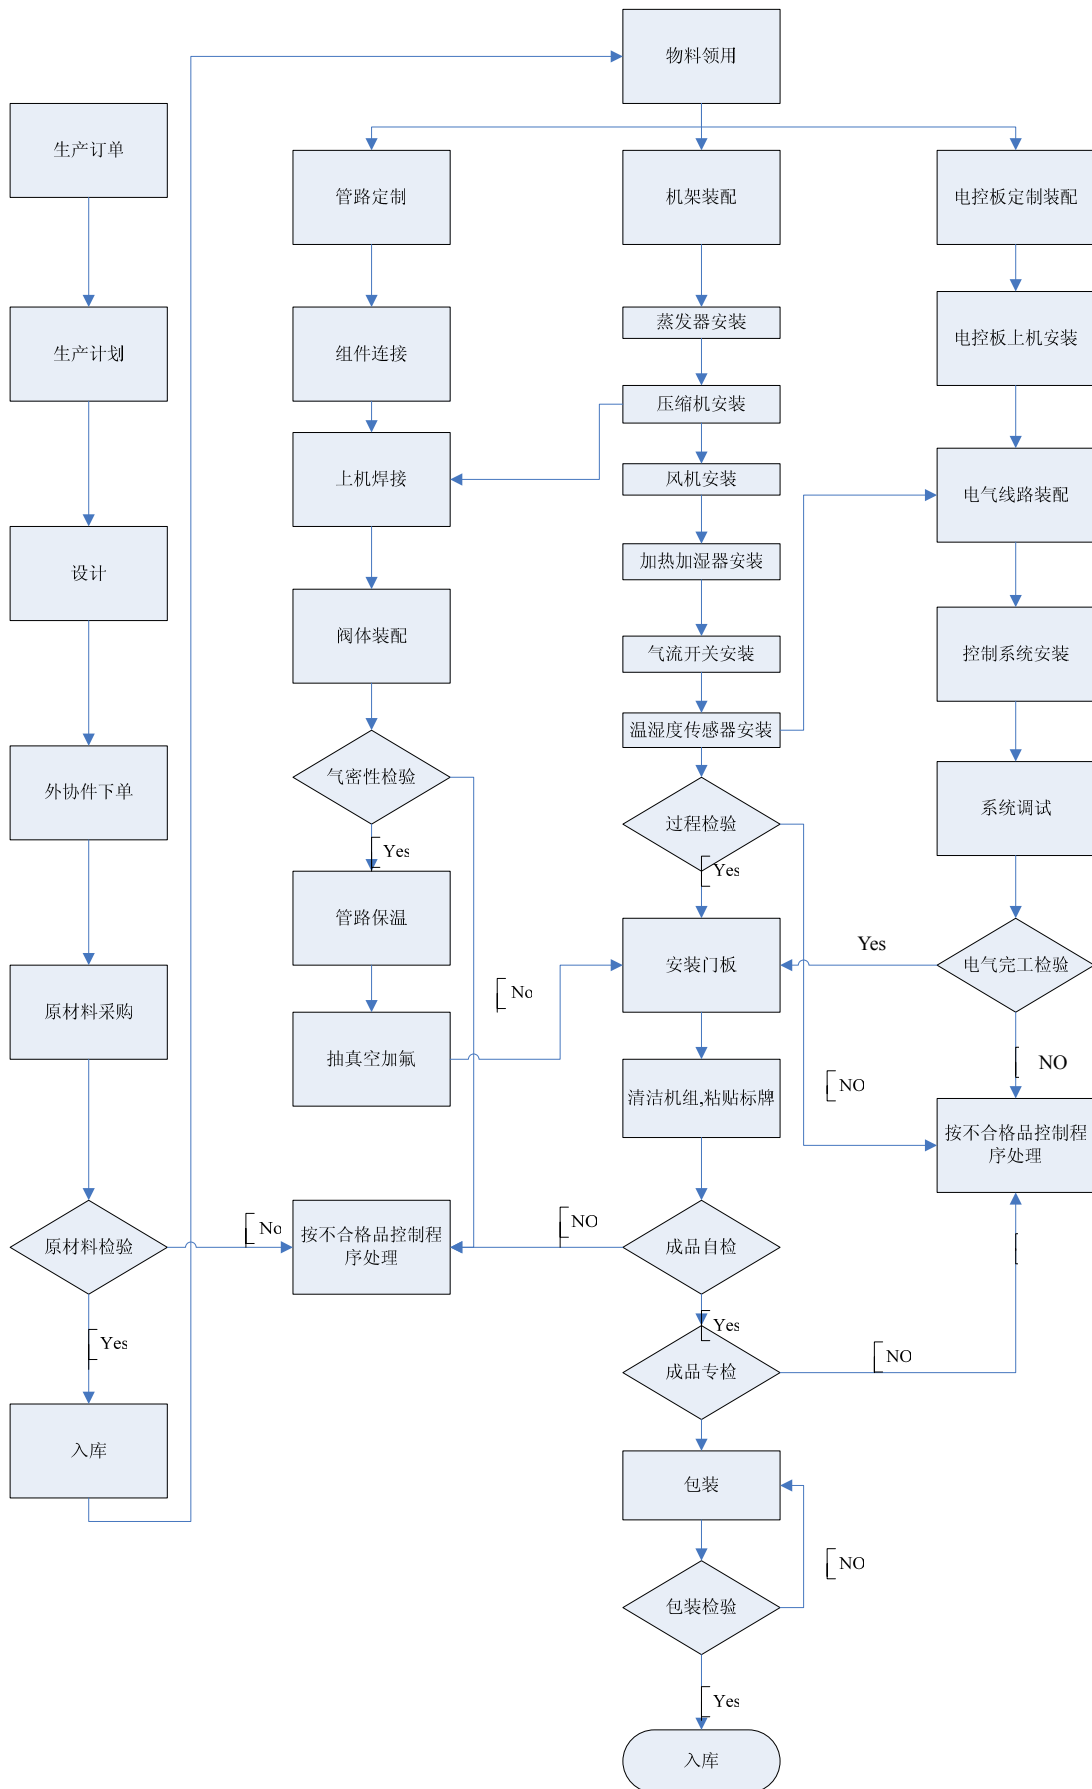 物料领用
生产订单
管路定制
机架装配
电控板定制装配
生产计划
组件连接
蒸发器安装
电控板上机安装
压缩机安装
上机焊接
风机安装
电气线路装配
设计
加热加湿器安装
阀体装配
气流开关安装
控制系统安装
温湿度传感器安装
外协件下单
气密性检验
过程检验
系统调试
Yes
Yes
管路保温
安装门板
Yes
电气完工检验
原材料采购
No
抽真空加氟
清洁机组,粘贴标牌
NO
NO
按不合格品控制程
序处理
原材料检验
No
按不合格品控制程
序处理
NO
成品自检
Yes
Yes
成品专检
NO
入库
包装
NO
包装检验
Yes
入库